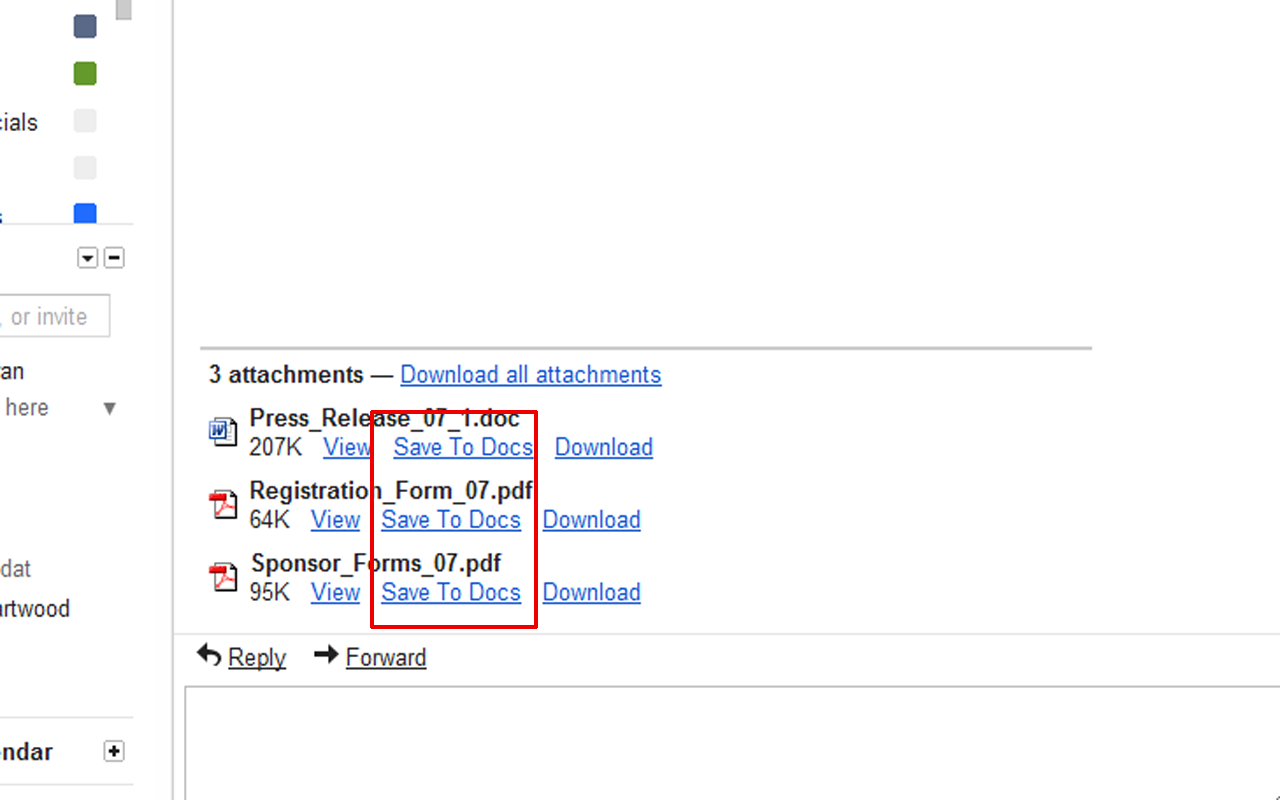 cials
s
, or invite
an
here
dat
artwood
endar
3 attachments — Download all attachments
Press_Release_07_1.doc
207K View Save To Docs Download
Registration_Form_07.pdf
64K View Save To Docs Download
Sponsor_Forms_07.pdf
95K View Save To Docs Download
Reply Forward